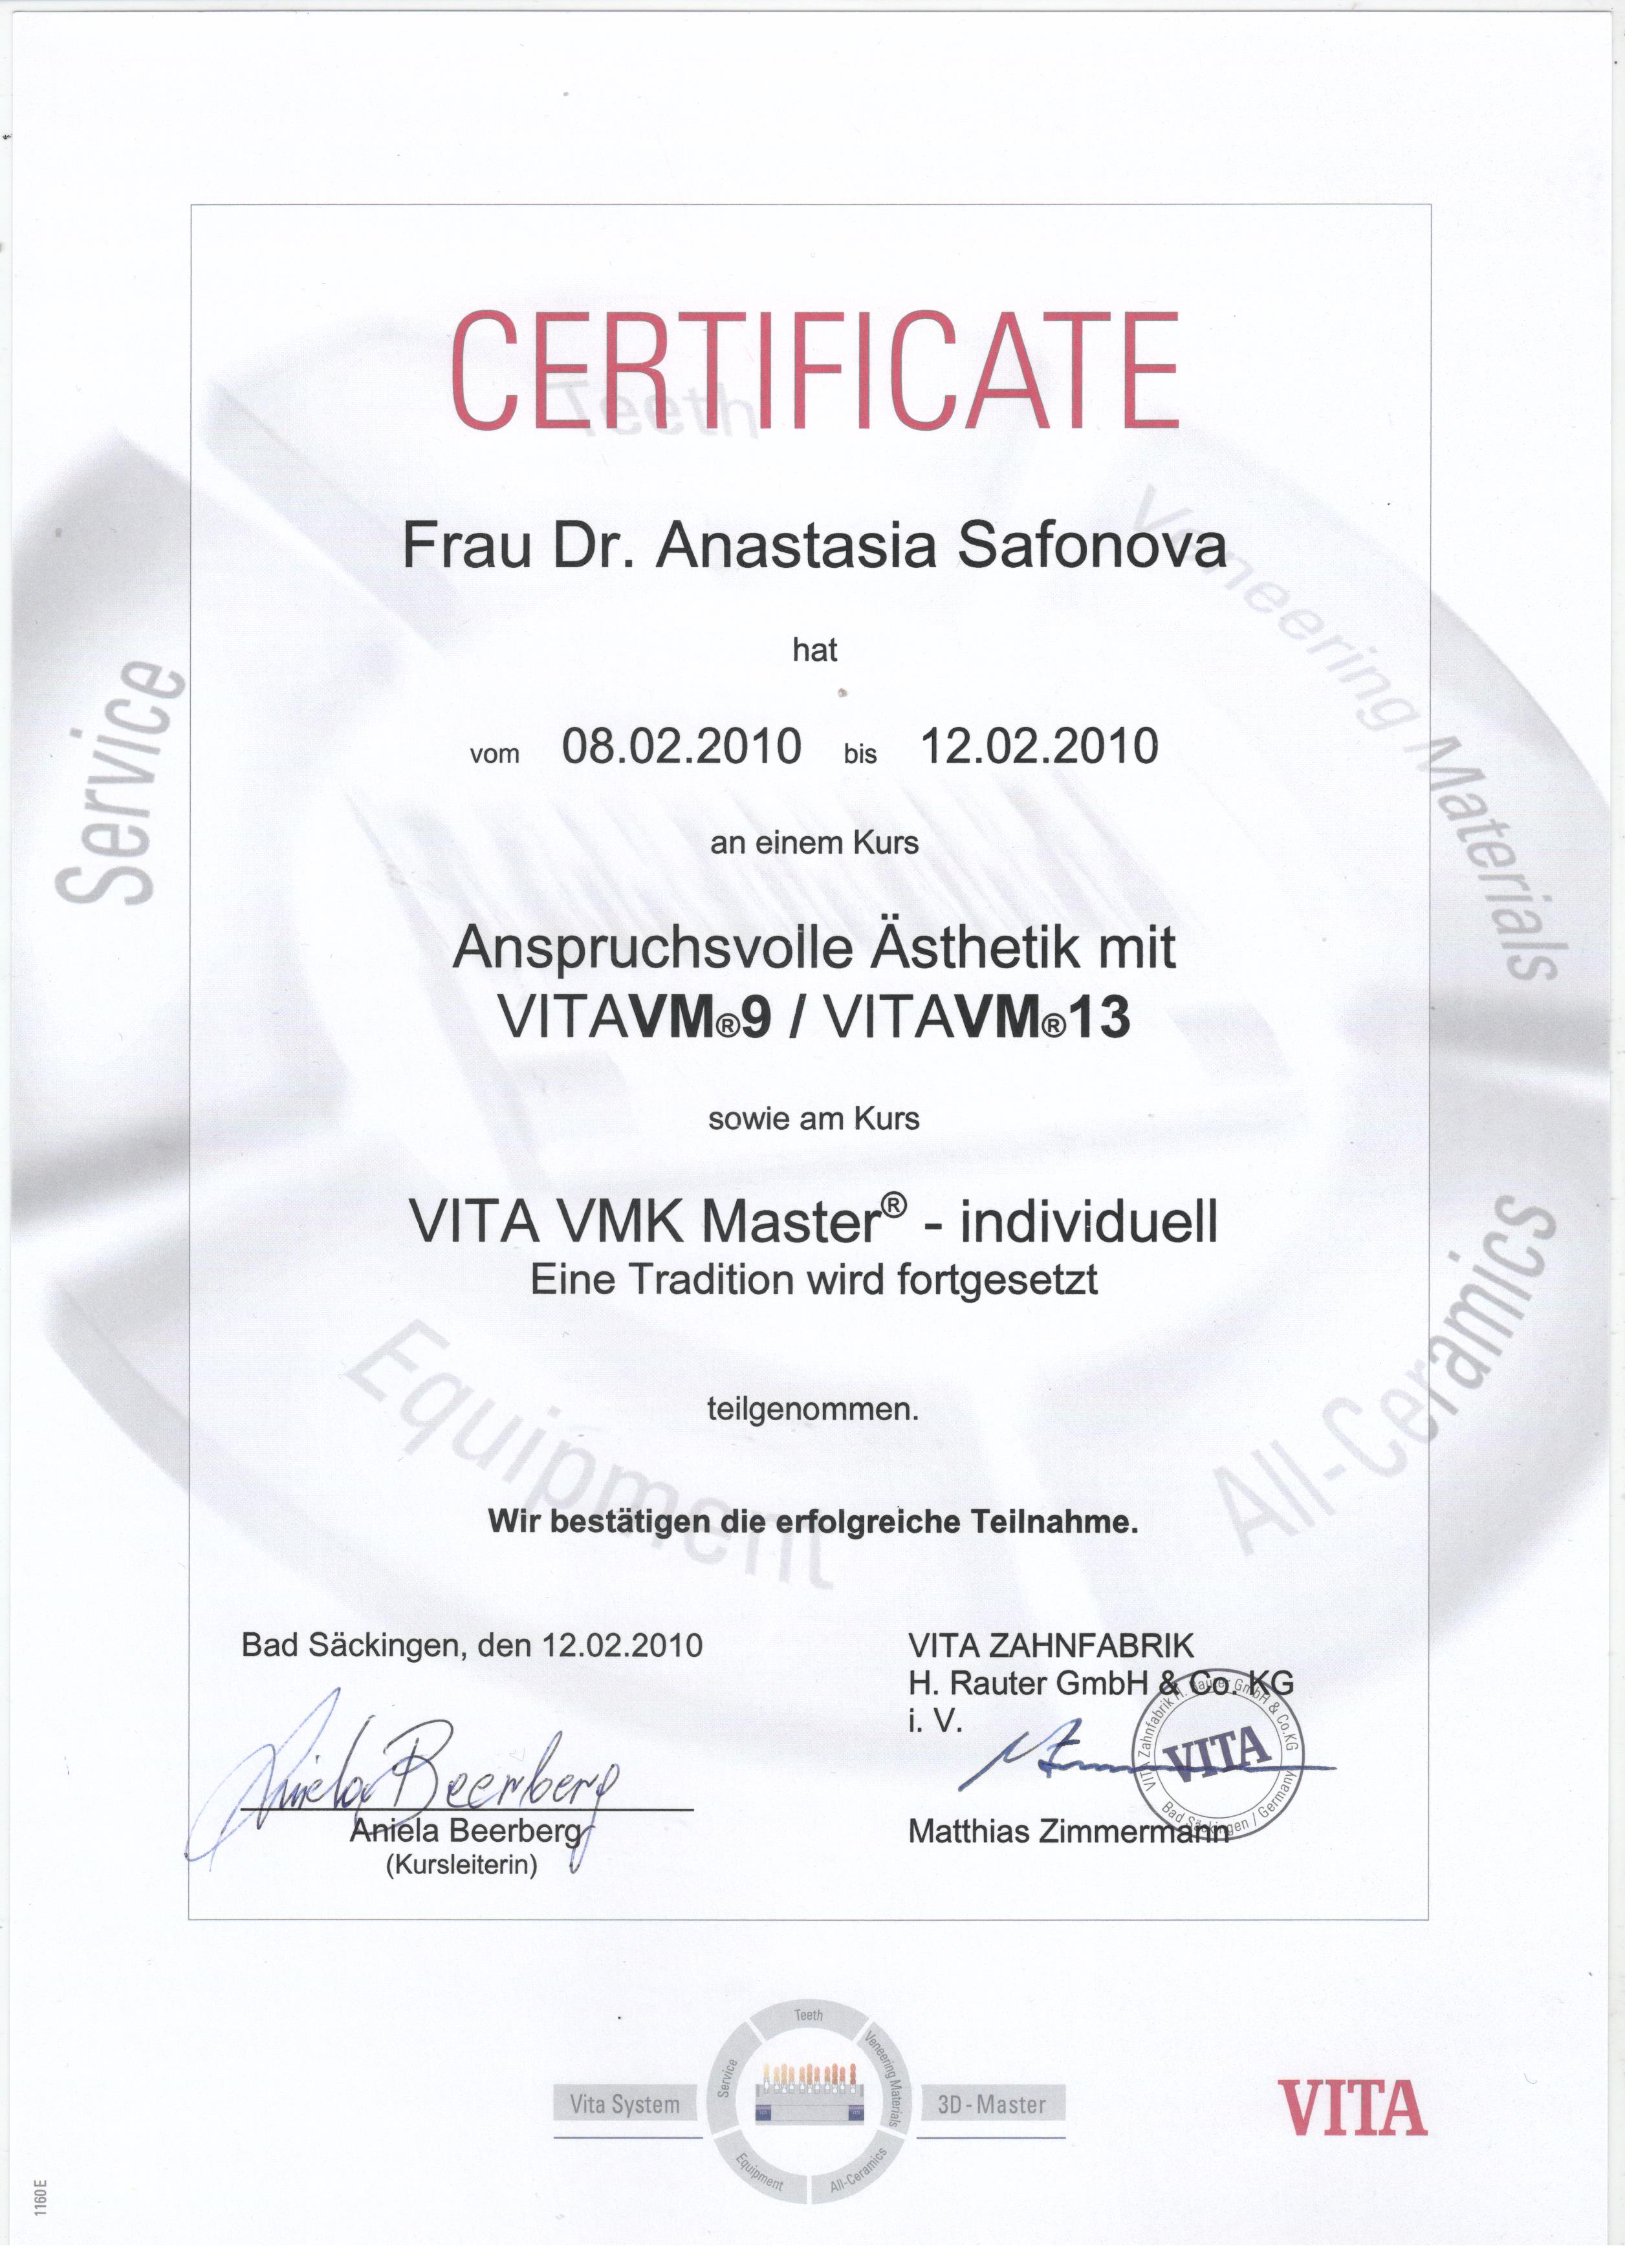 CERTIFICATE
Teeth
Frau Dr. Anastasia Safonova
Veneering Materials
hat
Service
vom 08.02.2010 bis 12.02.2010
an einem Kurs
Anspruchsvolle Ästhetik mit
VITAVM®9 / VITAVM®13
sowie am Kurs
VITA VMK Master® - individuell
Eine Tradition wird fortgesetzt
Equipment
All-Ceramics
teilgenommen.
Wir bestätigen die erfolgreiche Teilnahme.
Bad Säckingen, den 12.02.2010
Aniela Beerberg
Aniela Beerberg
(Kursleiterin)
VITA ZAHNFABRIK
H. Rauter GmbH & Co. KG
i. V.
VITA Zahnfabrik H. Rauter GmbH & Co.KG
VITA
Bad Säckingen / Germany
Matthias Zimmermann
Vita System
Teeth
Service
Veneering Materials
Equipment
All-Ceramics
3D-Master
VITA
1160 E